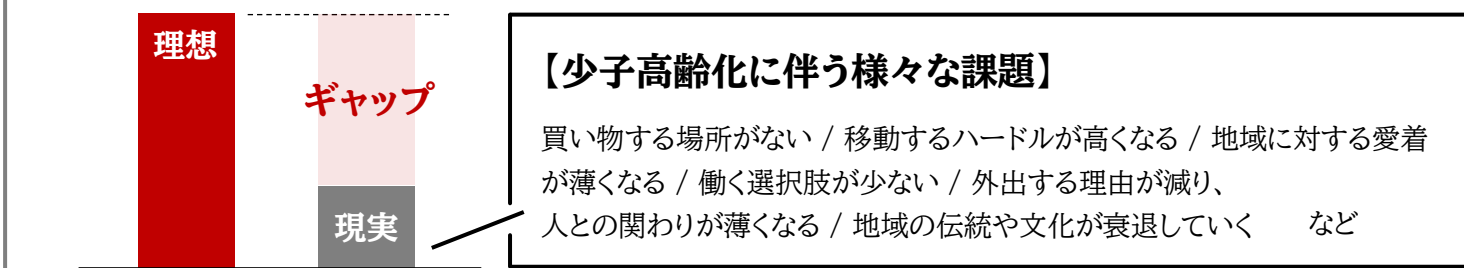 理想
ギャップ
現実
【少子高齢化に伴う様々な課題】
買い物する場所がない / 移動するハードルが高くなる / 地域に対する愛着
が薄くなる / 働く選択肢が少ない / 外出する理由が減り、
人との関わりが薄くなる / 地域の伝統や文化が衰退していく など